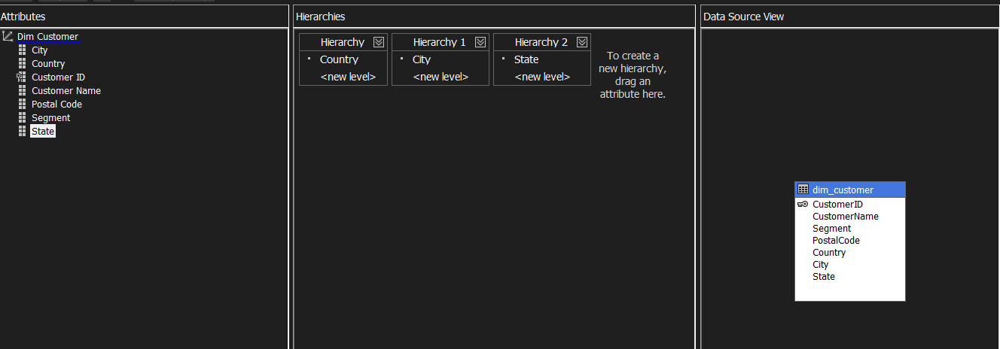 Attributes
Dim Customer
City
Country
Customer ID
Customer Name
Postal Code
Segment
State
Hierarchies
Hierarchy
Country
<new level>
Hierarchy 1
City
<new level>
Hierarchy 2
State
<new level>
To create a
new hierarchy,
drag an
attribute here.
Data Source View
dim_customer
CustomerID
CustomerName
Segment
PostalCode
Country
City
State